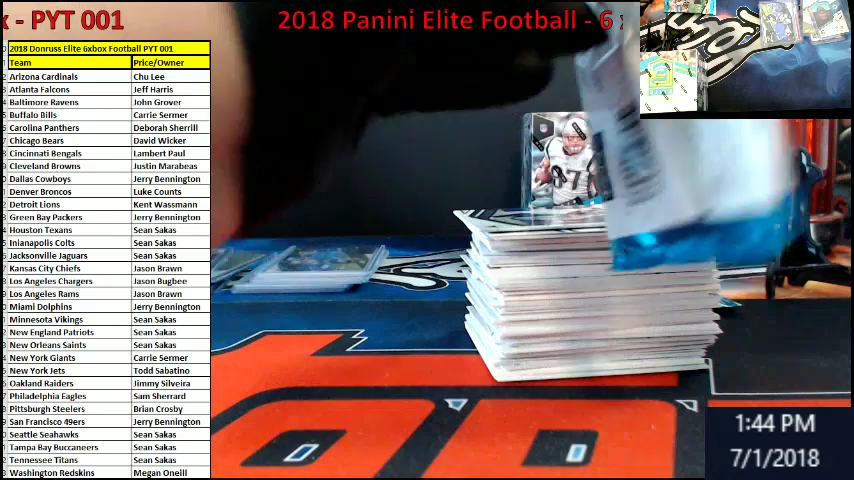 x - PYT 001
2018 Panini Elite Football - 6 x
2018 Donruss Elite 6xbox Football PYT 001
Team Price/Owner
Arizona Cardinals Chu Lee
Atlanta Falcons Jeff Harris
Baltimore Ravens John Grover
Buffalo Bills Carrie Sermer
Carolina Panthers Deborah Sherrill
Chicago Bears David Wicker
Cincinnati Bengals Lambert Paul
Cleveland Browns Justin Marabeas
Dallas Cowboys Jerry Bennington
Denver Broncos Luke Counts
Detroit Lions Kent Wassmann
Green Bay Packers Jerry Bennington
Houston Texans Sean Sakas
Inianapolis Colts Sean Sakas
Jacksonville Jaguars Sean Sakas
Kansas City Chiefs Jason Brawn
Los Angeles Chargers Jason Bugbee
Los Angeles Rams Jason Brawn
Miami Dolphins Jerry Bennington
Minnesota Vikings Sean Sakas
New England Patriots Sean Sakas
New Orleans Saints Sean Sakas
New York Giants Carrie Sermer
New York Jets Todd Sabatino
Oakland Raiders Jimmy Silveira
Philadelphia Eagles Sam Sherrard
Pittsburgh Steelers Brian Crosby
San Francisco 49ers Jerry Bennington
Seattle Seahawks Sean Sakas
Tampa Bay Buccaneers Sean Sakas
Tennessee Titans Sean Sakas
Washington Redskins Megan Oneill
87
1:44 PM
7/1/2018